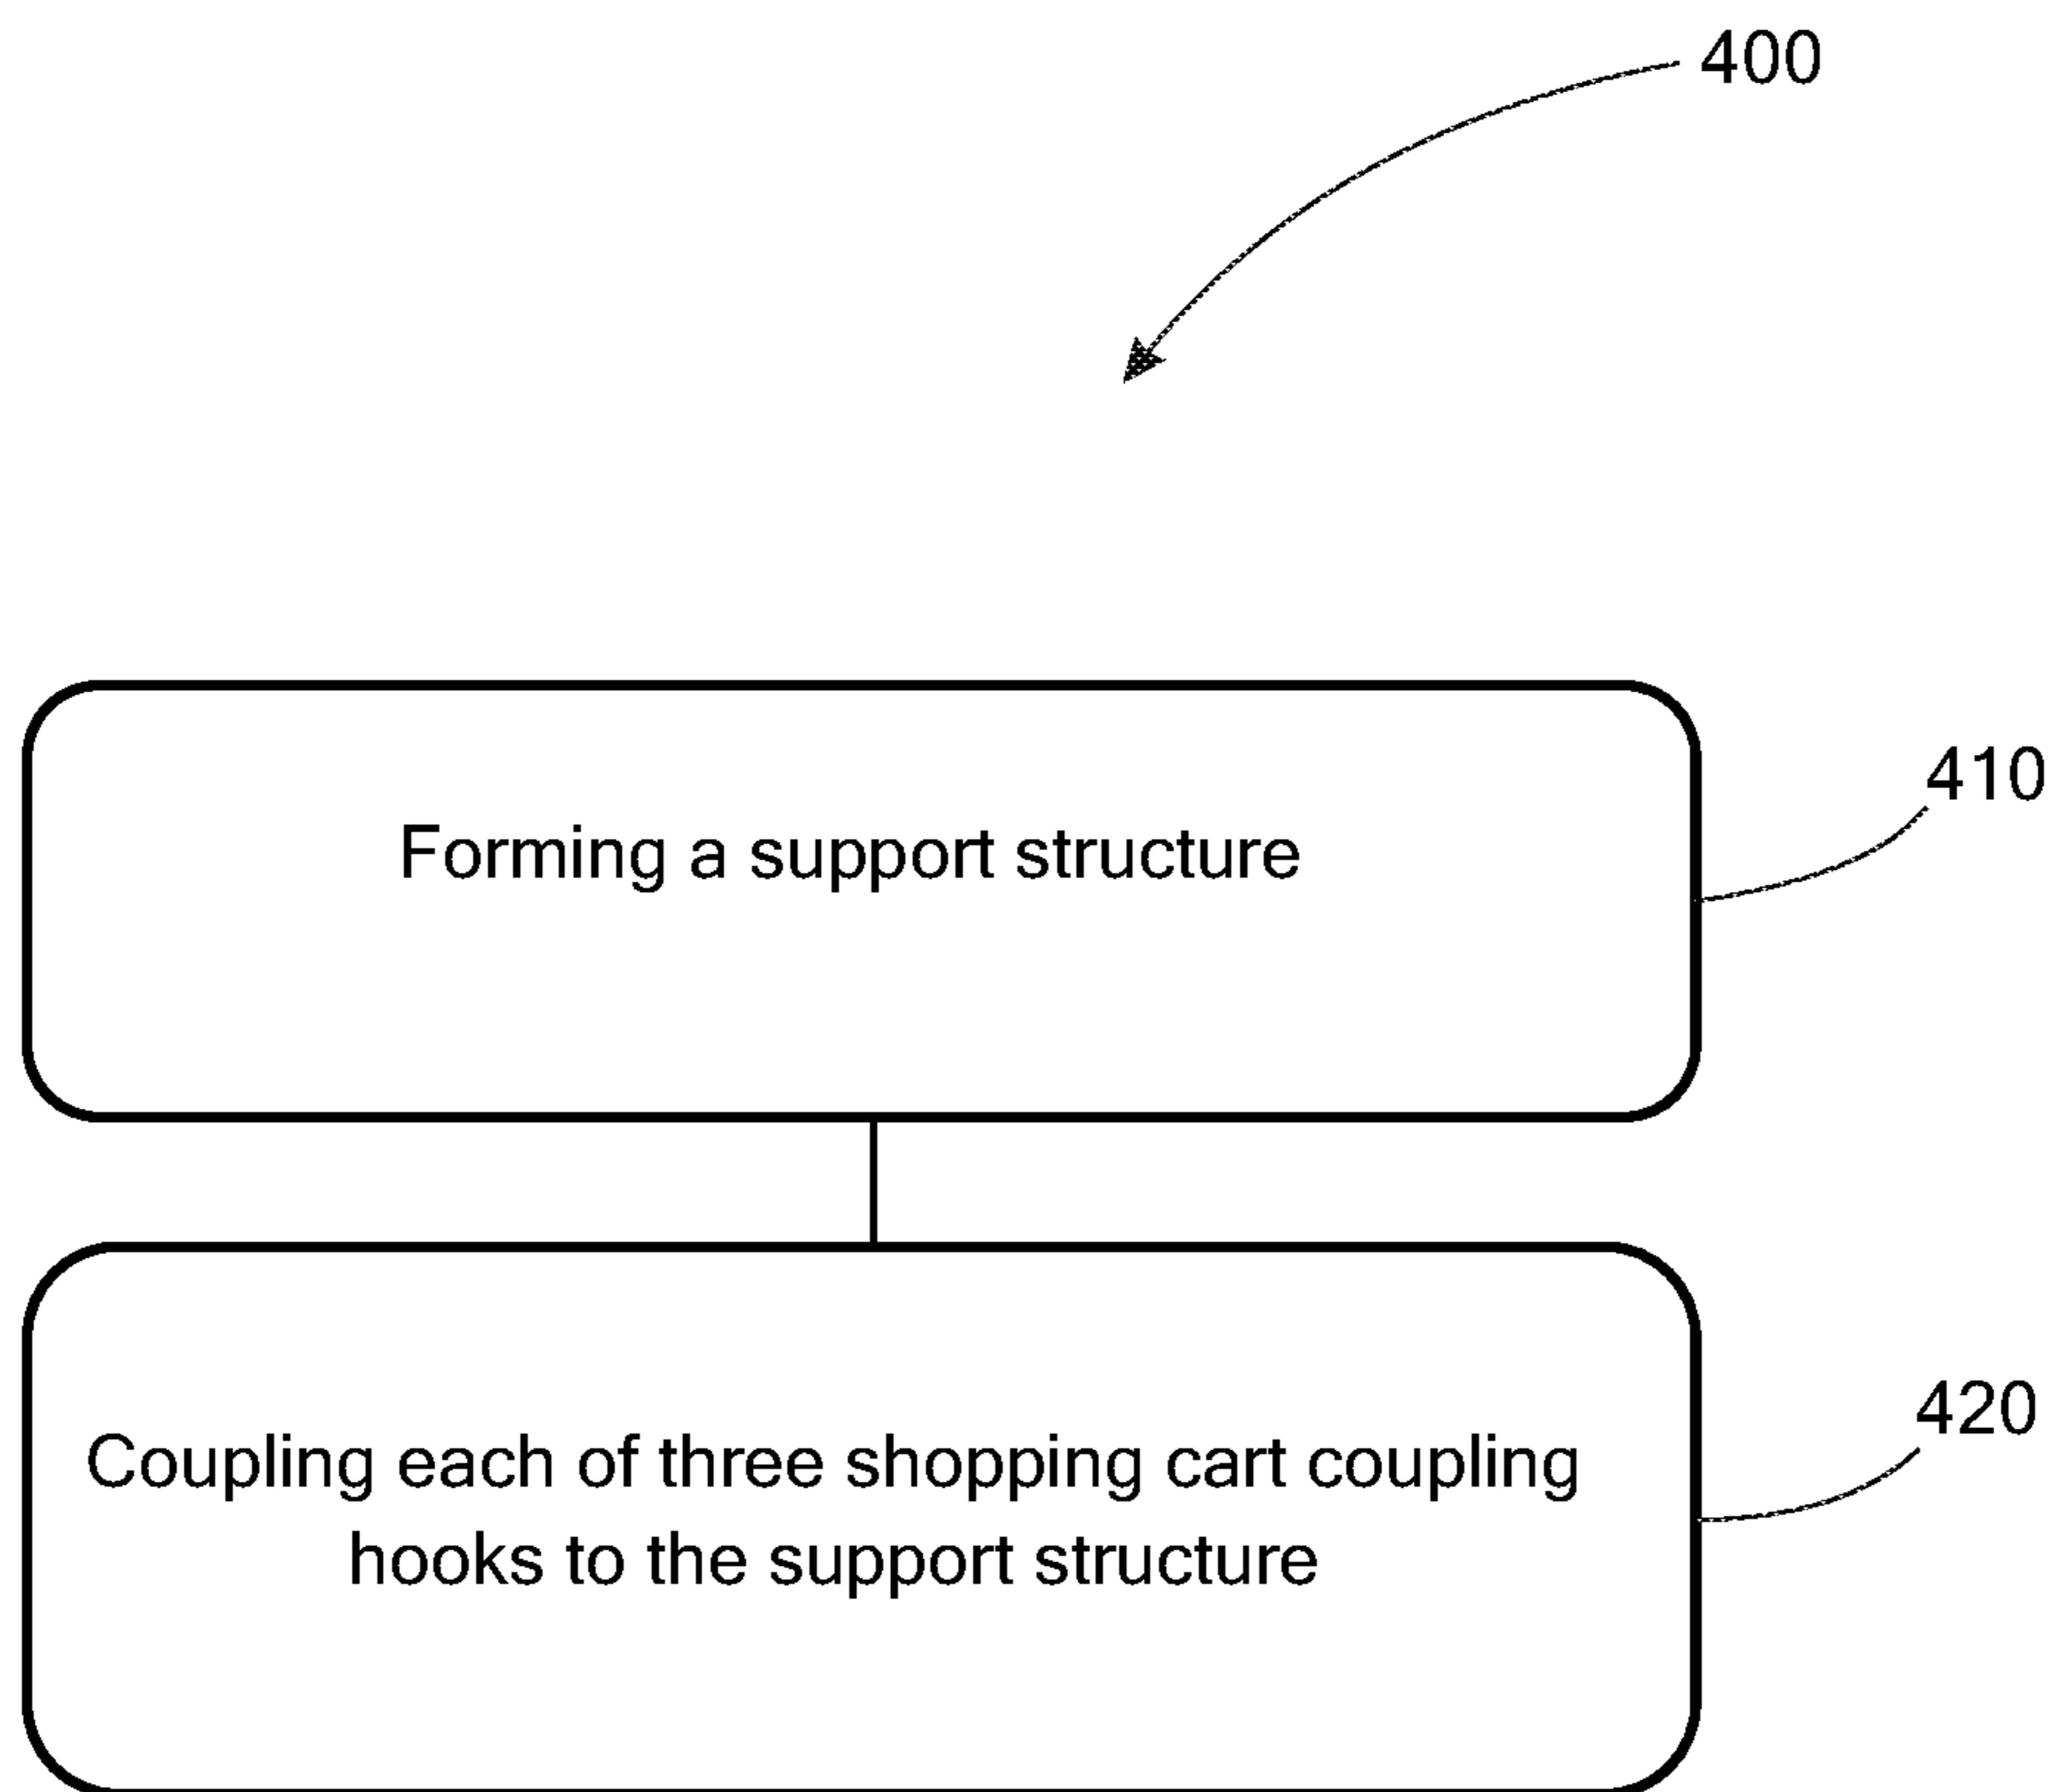 400
410
Forming a support structure
420
Coupling each of three shopping cart coupling
hooks to the support structure